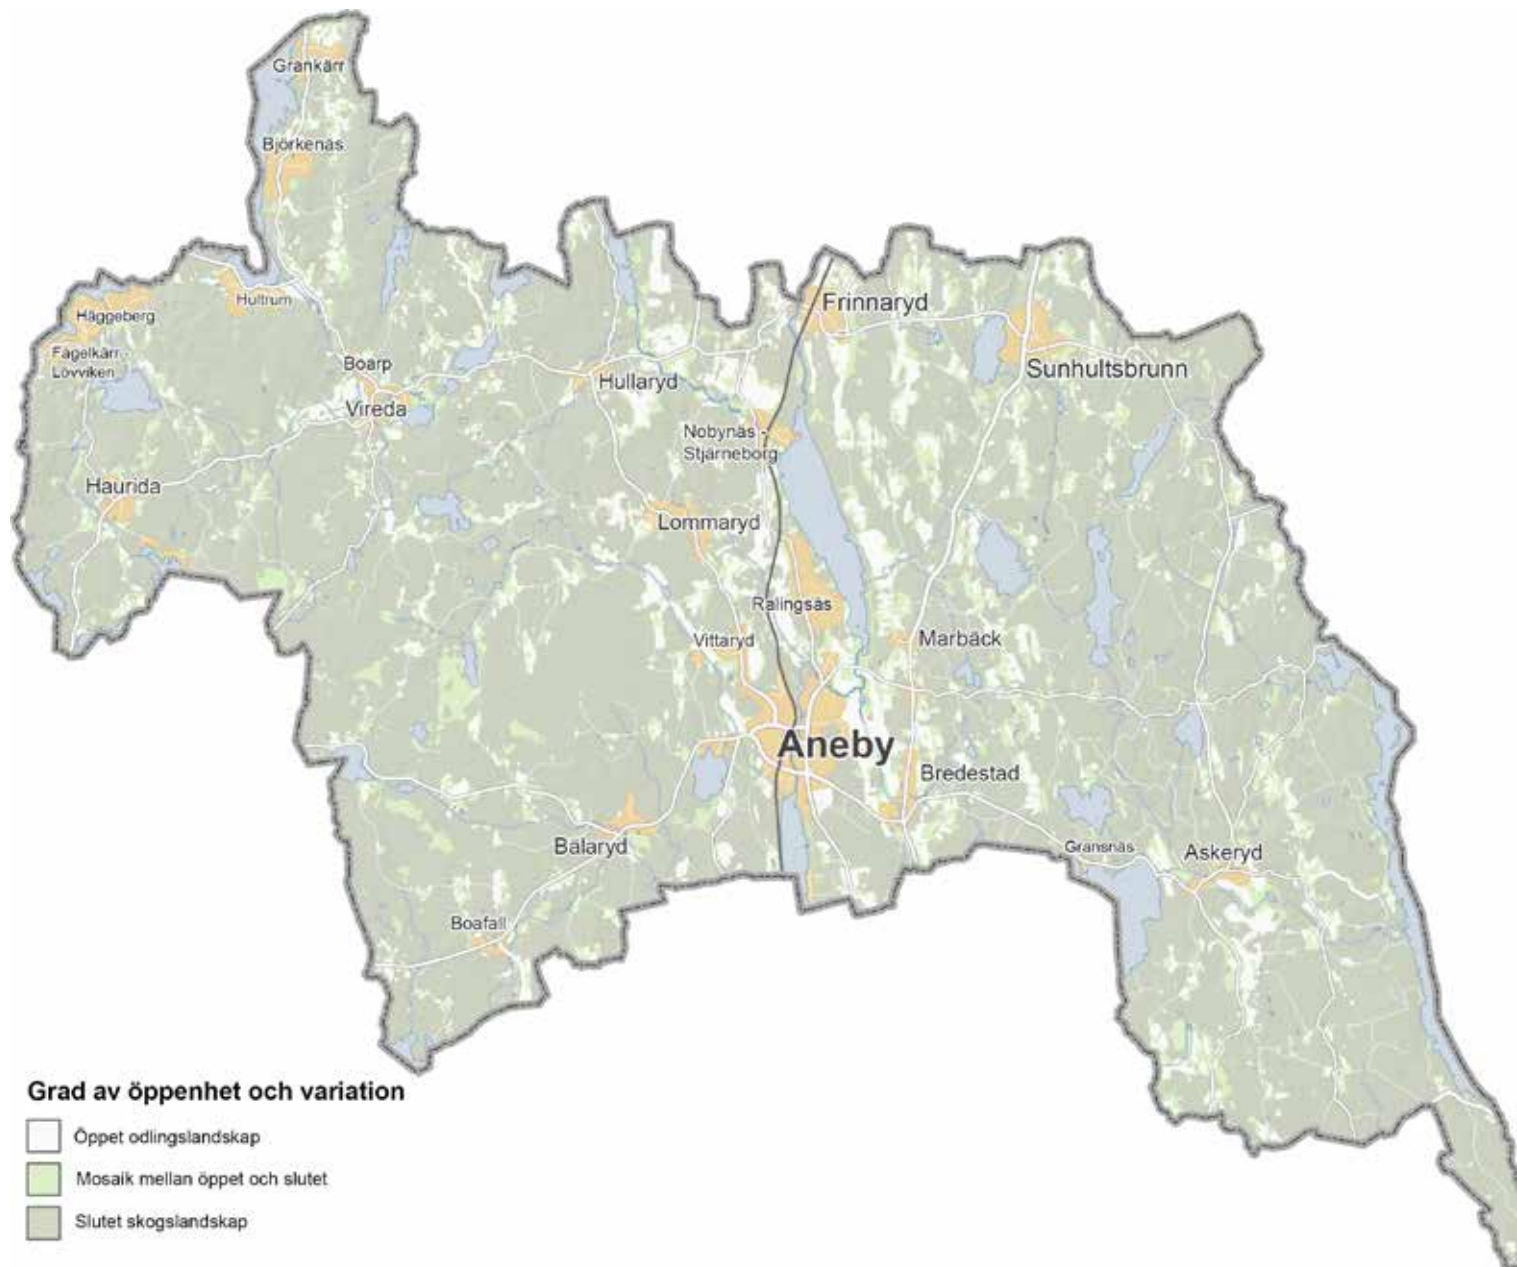 Grankärr
Björkenäs
Hultrum
Häggeberg
Fagelkärr -
Lövviken
Boarp
Vireda
Haurida
Hullaryd
Frinnaryd
Sunhultsbrunn
Nobynäs -
Stjärneborg
Lommaryd
Ralingsås
Vittaryd
Marbäck
Aneby
Bredestad
Balaryd
Gransnäs
Askeryd
Boafall
Grad av öppenhet och variation
Öppet odlingslandskap
Mosaik mellan öppet och slutet
Slutet skogslandskap